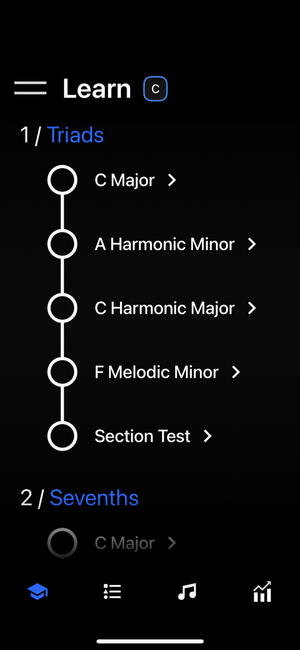 Learn C
1 / Triads
C Major
A Harmonic Minor
C Harmonic Major
F Melodic Minor
Section Test
2 / Sevenths
C Major